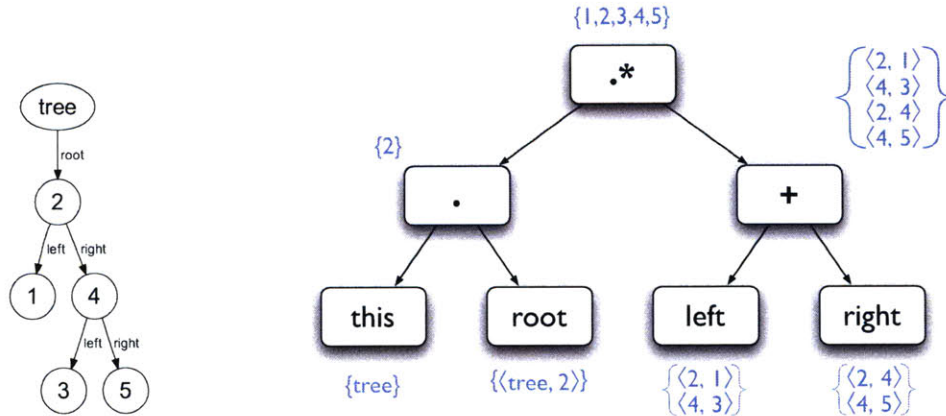 tree
root
2
left
right
1
4
left
right
3
5
{1,2,3,4,5}
.*
⟨2, 1⟩
⟨4, 3⟩
⟨2, 4⟩
⟨4, 5⟩
{2}
.
+
this
root
left
right
{tree}
{⟨tree, 2⟩}
⟨2, 1⟩
⟨4, 3⟩
⟨2, 4⟩
⟨4, 5⟩